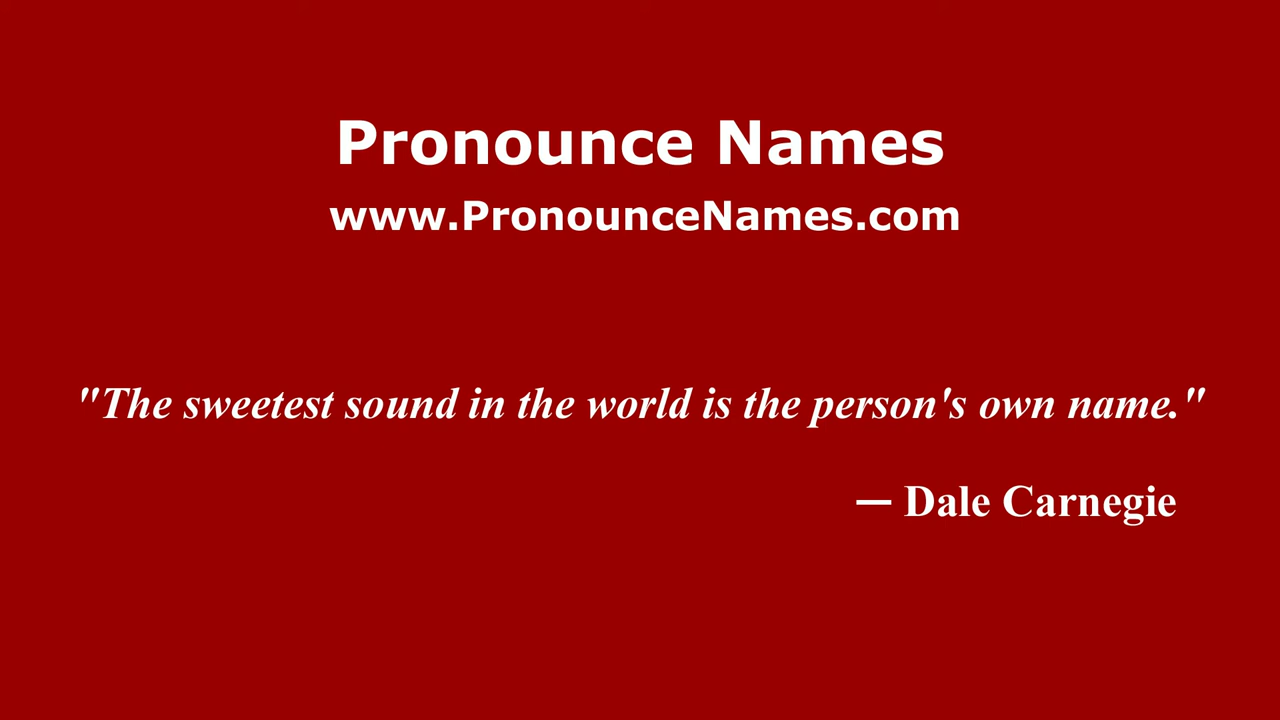 Pronounce Names
www.PronounceNames.com
"The sweetest sound in the world is the person's own name."
— Dale Carnegie